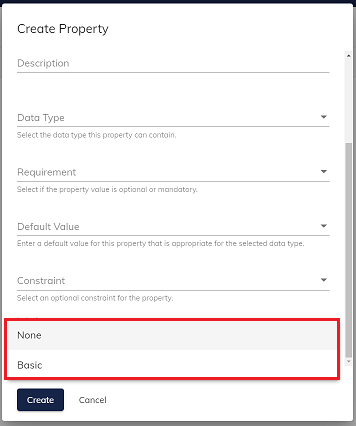 Create Property
Description
Data Type
Select the data type this property can contain.
Requirement
Select if the property value is optional or mandatory.
Default Value
Enter a default value for this property that is appropriate for the selected data type.
Constraint
Select an optional constraint for the property.
None
Basic
Create
Cancel